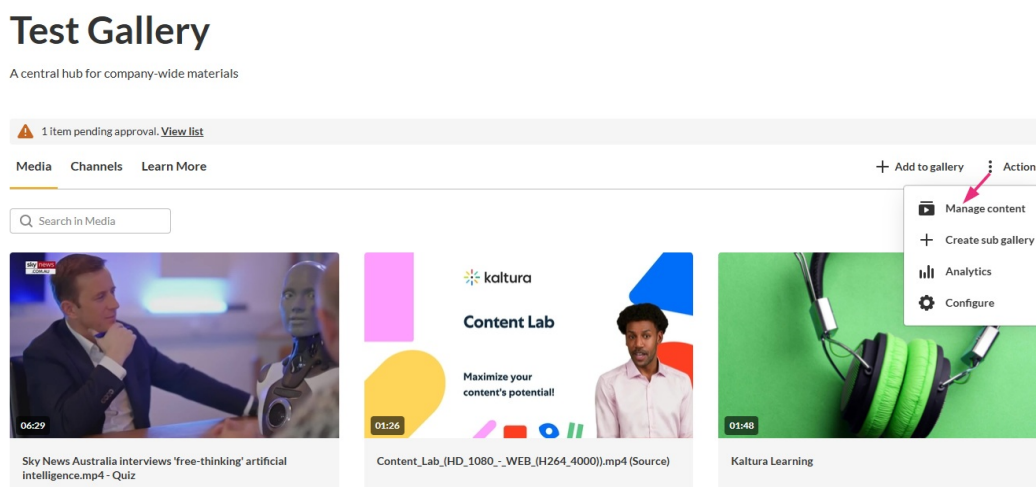 Test Gallery
A central hub for company-wide materials
1 item pending approval. View list
Media Channels Learn More
Add to gallery Action
Search in Media
Manage content
Create sub gallery
Analytics
Configure
sky news
.COM.AU
kaltura
Content Lab
Maximize your
content's potential!
06:29
01:26
01:48
Sky News Australia interviews 'free-thinking' artificial
intelligence.mp4 - Quiz
Content_Lab_(HD_1080_-_WEB_(H264_4000)).mp4 (Source)
Kaltura Learning